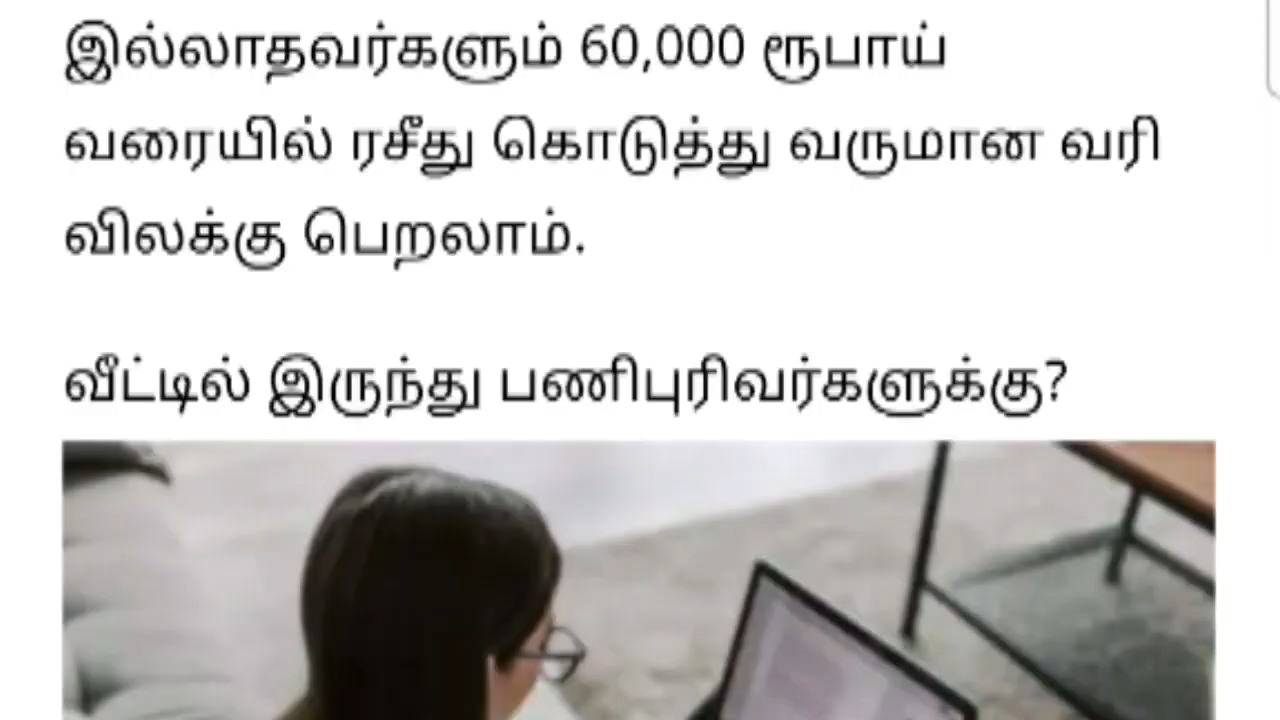 இல்லாதவர்களும் 60,000 ரூபாய்
வரையில் ரசீது கொடுத்து வருமான வரி
விலக்கு பெறலாம்.
வீட்டில் இருந்து பணிபுரிவர்களுக்கு?